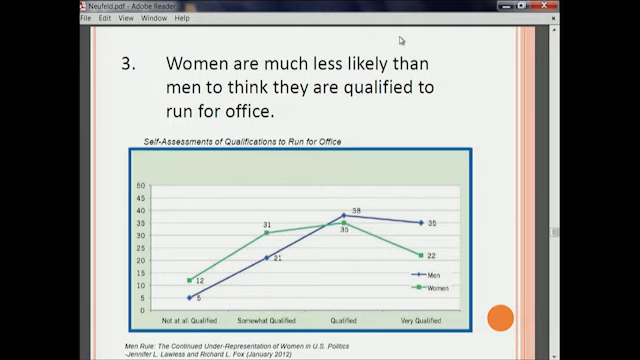 Neufeld.pdf - Adobe Reader
File Edit View Window Help
3. Women are much less likely than
men to think they are qualified to
run for office.
Self-Assessments of Qualifications to Run for Office
50
45
40
35
30
25
20
15
10
5
0
12
5
31
21
38
35
35
22
Men
Women
Not at all Qualified Somewhat Qualified Qualified Very Qualified
Men Rule: The Continued Under-Representation of Women in U.S. Politics
-Jennifer L. Lawless and Richard L. Fox (January 2012)